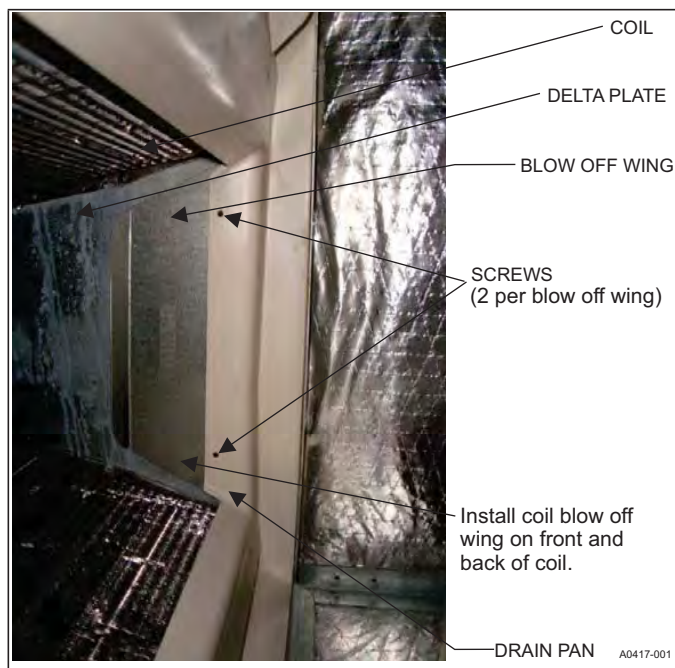 COIL
DELTA PLATE
BLOW OFF WING
SCREWS
(2 per blow off wing)
Install coil blow off
wing on front and
back of coil.
DRAIN PAN
A0417-001